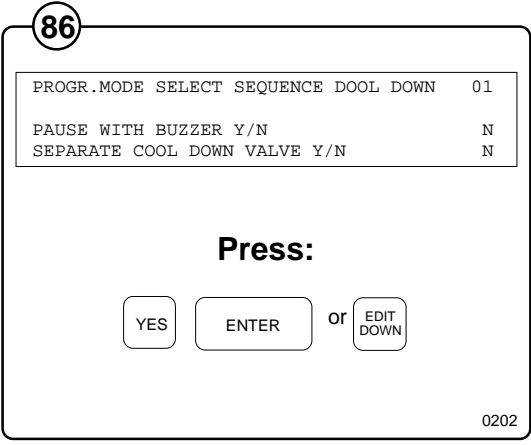 86
PROGR.MODE SELECT SEQUENCE DOOL DOWN 01
PAUSE WITH BUZZER Y/N N
SEPARATE COOL DOWN VALVE Y/N N
Press:
YES ENTER or EDIT
DOWN
0202